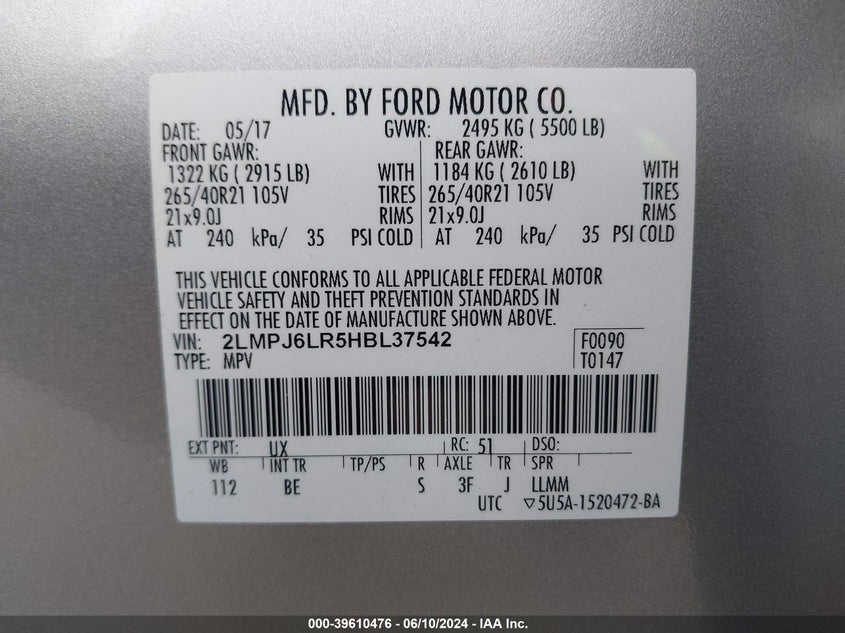 MFD. BY FORD MOTOR CO.
DATE: 05/17 GVWR: 2495 KG ( 5500 LB)
FRONT GAWR: REAR GAWR:
1322 KG ( 2915 LB) WITH 1184 KG ( 2610 LB) WITH
265/40R21 105V TIRES 265/40R21 105V TIRES
21x9.0J RIMS 21x9.0J RIMS
AT 240 kPa/ 35 PSI COLD AT 240 kPa/ 35 PSI COLD
THIS VEHICLE CONFORMS TO ALL APPLICABLE FEDERAL MOTOR
VEHICLE SAFETY AND THEFT PREVENTION STANDARDS IN
EFFECT ON THE DATE OF MANUFACTURE SHOWN ABOVE.
VIN: 2LMPJ6LR5HBL37542 F0090
TYPE: MPV T0147
EXT PNT: UX RC: 51 DSO:
WB INT TR TP/PS R AXLE TR SPR
112 BE S 3F J LLMM
UTC ▽5U5A-1520472-BA
000-39610476 - 06/10/2024 - IAA Inc.